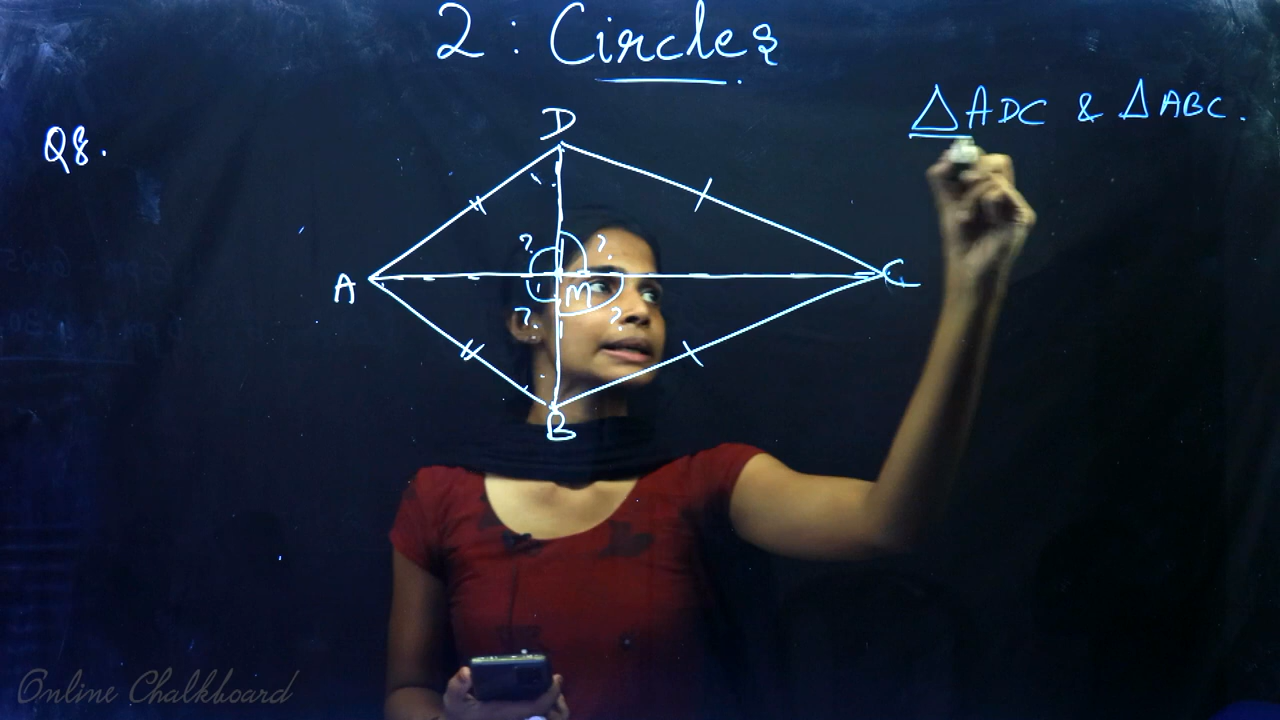 2 : Circles
△ADC & △ABC.
Q8.
D
? ?
A M C
? ?
B
Online Chalkboard